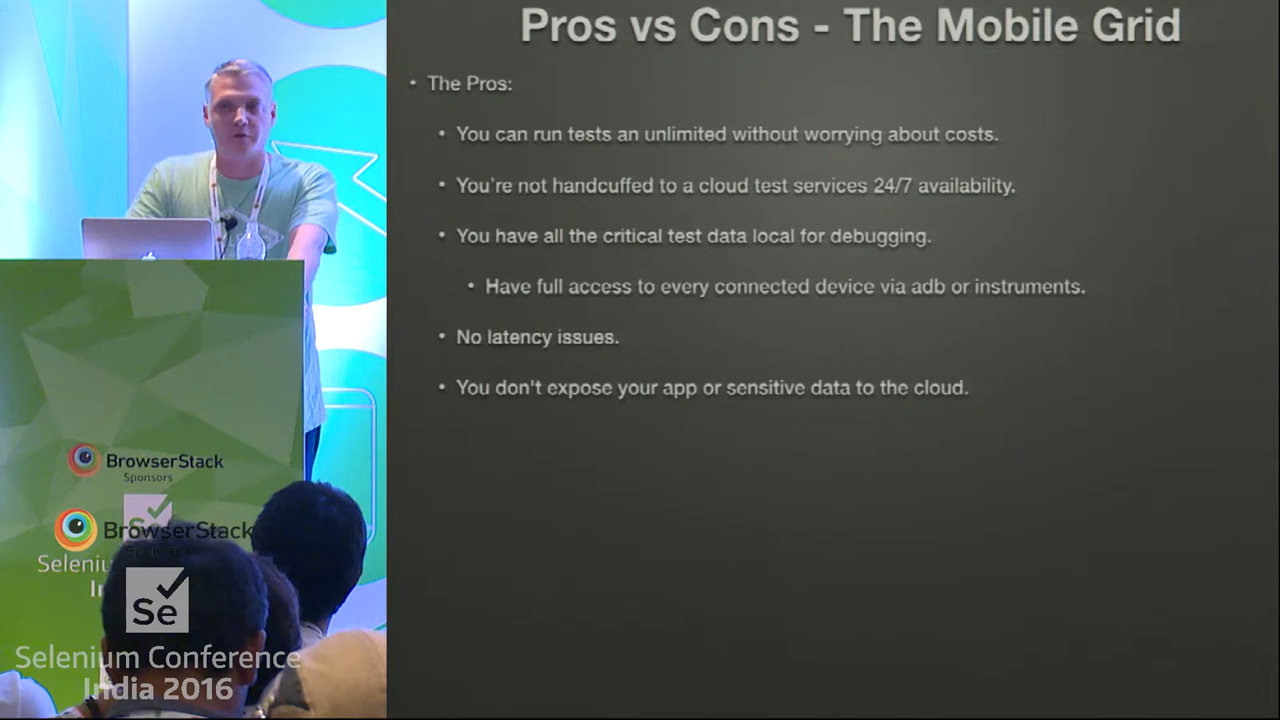 Pros vs Cons - The Mobile Grid
• The Pros:
• You can run tests an unlimited without worrying about costs.
• You're not handcuffed to a cloud test services 24/7 availability.
• You have all the critical test data local for debugging.
• Have full access to every connected device via adb or instruments.
• No latency issues.
• You don't expose your app or sensitive data to the cloud.
BrowserStack
Sponsors
BrowserStack
Sponsors
Se
Selenium Conference
India 2016